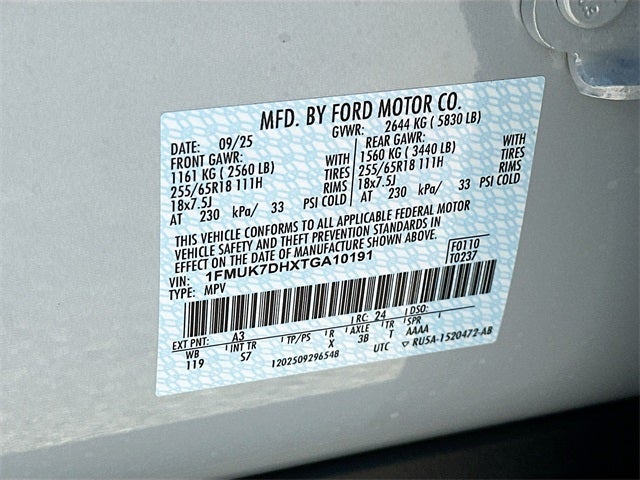 MFD. BY FORD MOTOR CO.
DATE: 09/25 GVWR: 2644 KG ( 5830 LB)
FRONT GAWR: REAR GAWR:
1161 KG ( 2560 LB) WITH 1560 KG ( 3440 LB) WITH
255/65R18 111H TIRES 255/65R18 111H TIRES
18x7.5J RIMS 18x7.5J RIMS
AT 230 kPa/ 33 PSI COLD AT 230 kPa/ 33 PSI COLD
THIS VEHICLE CONFORMS TO ALL APPLICABLE FEDERAL MOTOR
VEHICLE SAFETY AND THEFT PREVENTION STANDARDS IN
EFFECT ON THE DATE OF MANUFACTURE SHOWN ABOVE.
VIN: 1FMUK7DHXTGA10191 F0110
TYPE: MPV T0237
EXT PNT: A3 RC: 24 DSO:
WB INT TR TP/PS R AXLE TR SPR
119 S7 X 3B T AAAA
1202509296548 UTC ▽ RU5A-1520472-AB